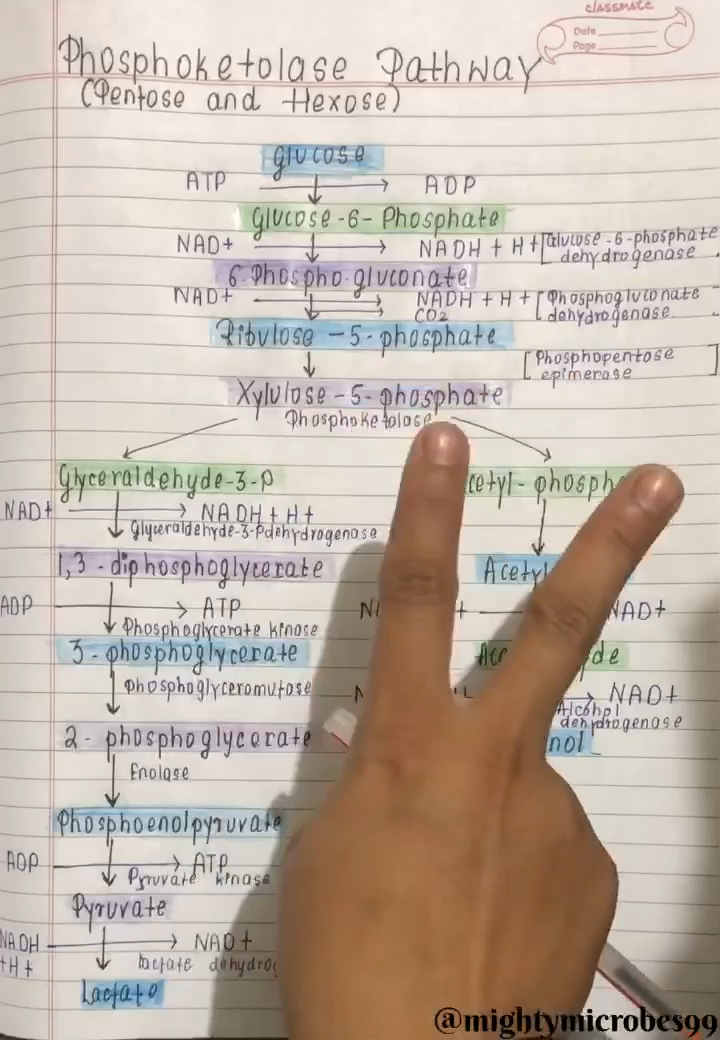 classmate
Date
Page
Phosphoketolase Pathway
(Pentose and Hexose)
Glucose
ATP ADP
Glucose-6-Phosphate
NAD+ NADH + H+ [Glucose-6-phosphate
dehydrogenase
6-Phospho-gluconate
NAD+ NADH + H+ [Phosphogluconate
CO2 dehydrogenase
Ribulose-5-phosphate
[Phosphopentose
epimerase]
Xylulose-5-phosphate
Phosphoketolase
Glyceraldehyde-3-P
NAD+ NADH+H+
Glyceraldehyde-3-Pdehydrogenase
1,3-diphosphoglycerate
ADP ATP
Phosphoglycerate kinase
3-phosphoglycerate
Phosphoglyceromutase
2-phosphoglycerate
Enolase
Phosphoenolpyruvate
ADP ATP
Pyruvate kinase
Pyruvate
NADH NAD+
+H+ lactate
Lactate
NAD+
NAD+
Alcohol
dehydrogenase
@mightymicrobes99